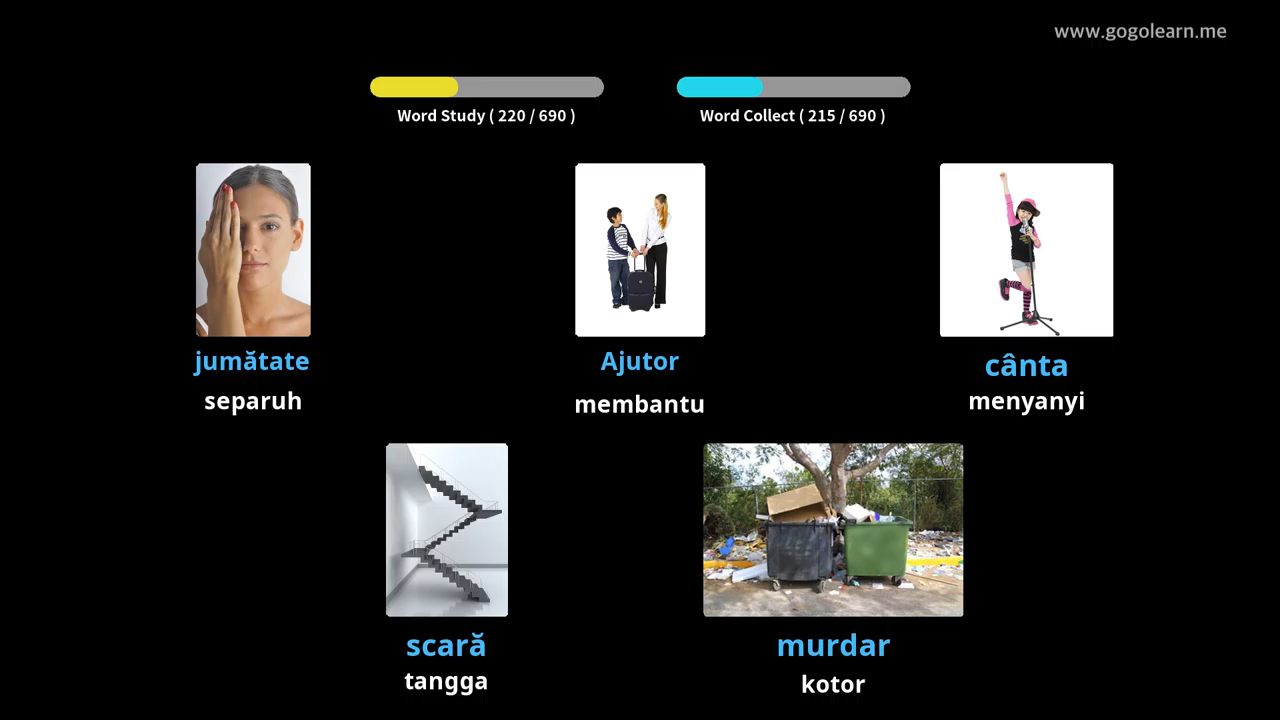 www.gogolearn.me
Word Study ( 220 / 690 )
Word Collect ( 215 / 690 )
jumătate
separuh
Ajutor
membantu
cânta
menyanyi
scară
tangga
murdar
kotor